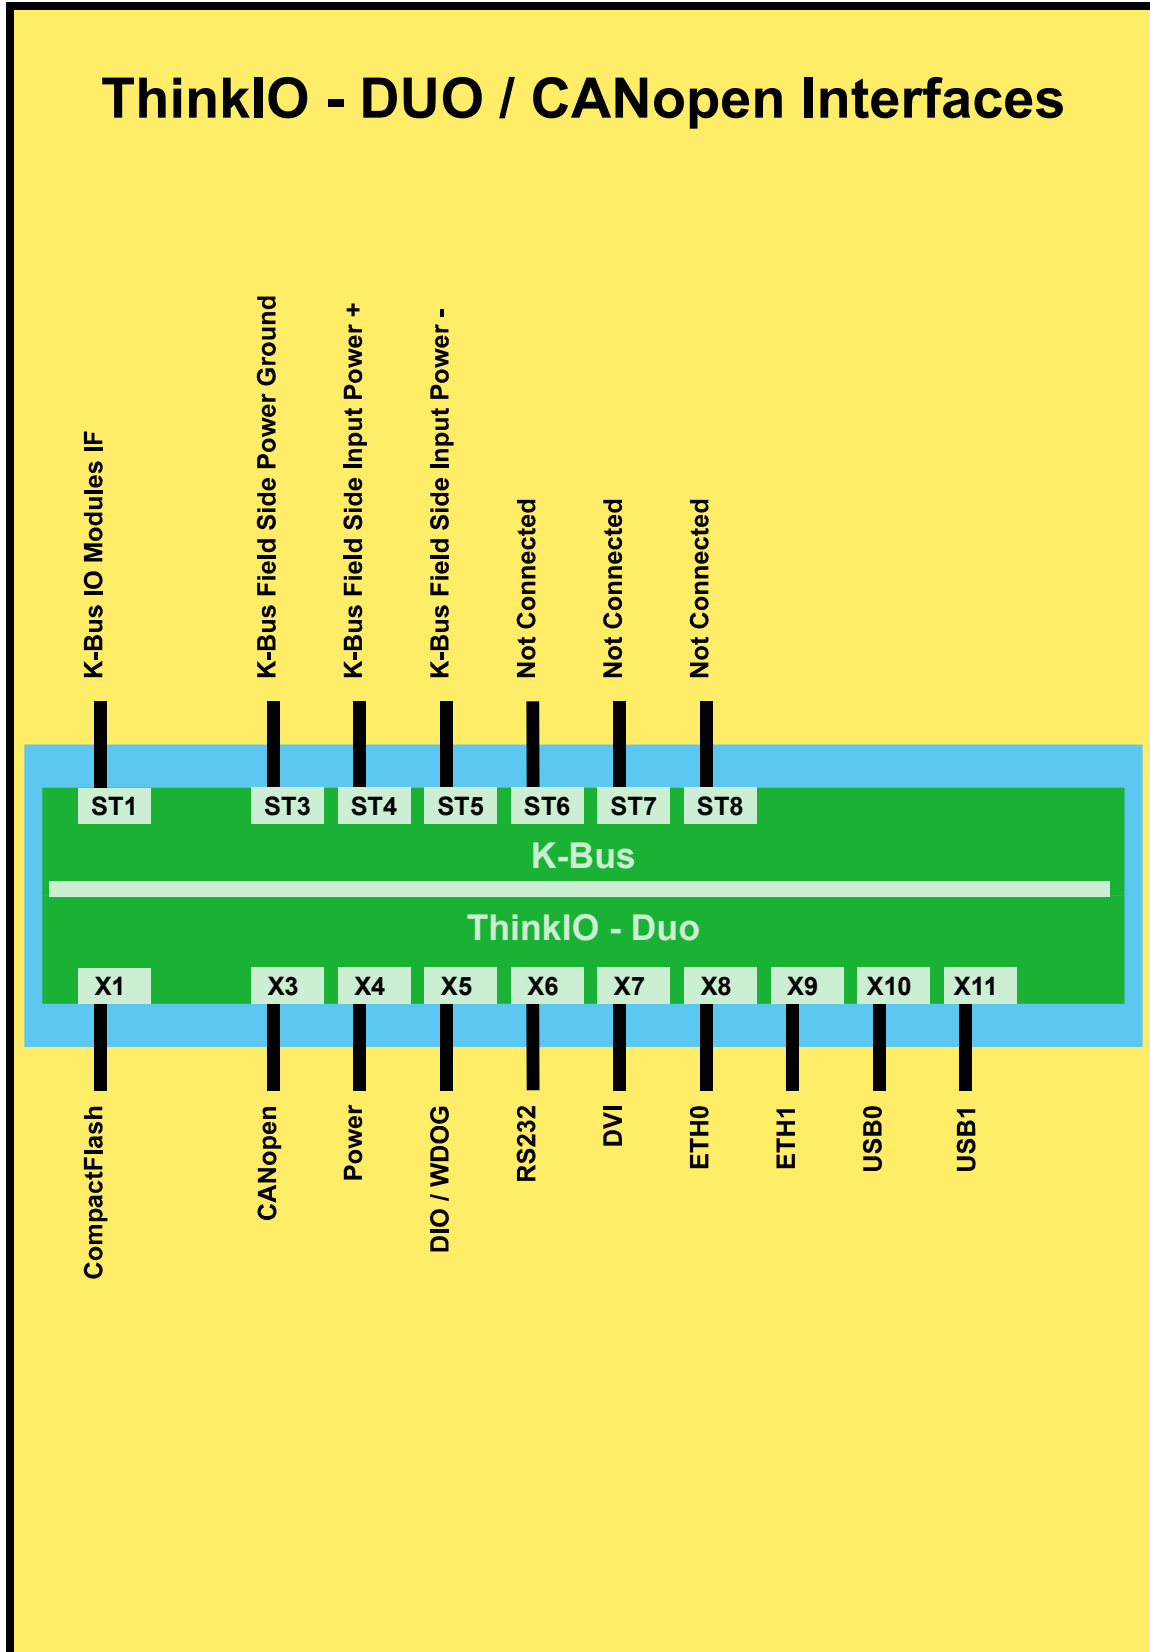 ThinkIO - DUO / CANopen Interfaces
K-Bus IO Modules IF
K-Bus Field Side Power Ground
K-Bus Field Side Input Power +
K-Bus Field Side Input Power -
Not Connected
Not Connected
Not Connected
ST1
ST3
ST4
ST5
ST6
ST7
ST8
K-Bus
ThinkIO - Duo
X1
X3
X4
X5
X6
X7
X8
X9
X10
X11
CompactFlash
CANopen
Power
DIO / WDOG
RS232
DVI
ETH0
ETH1
USB0
USB1